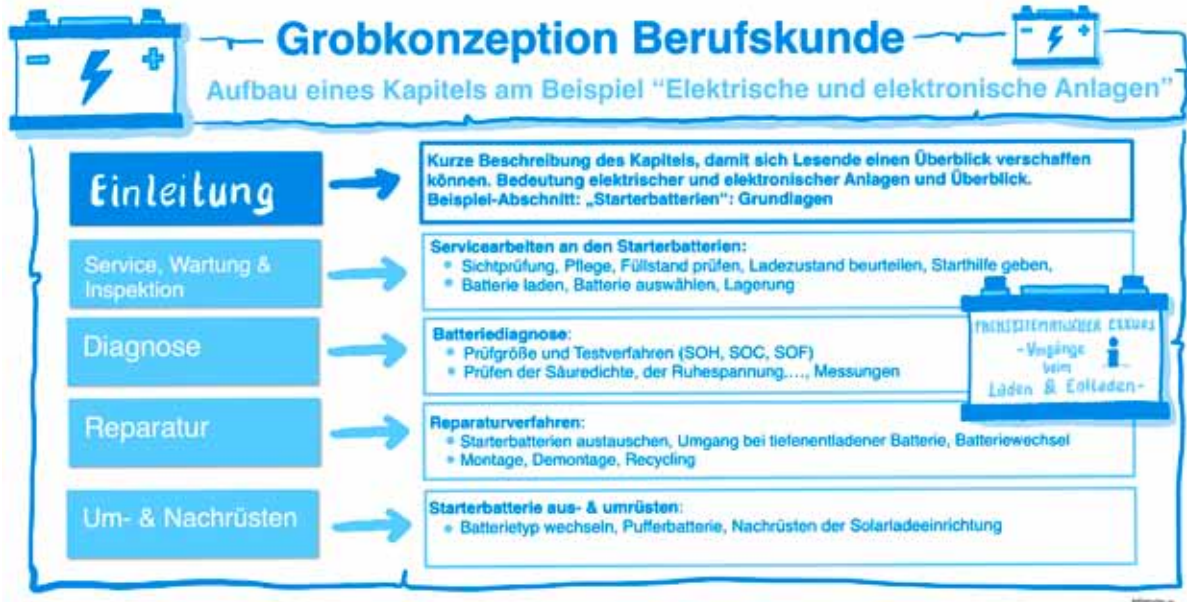 Grobkonzeption Berufskunde
Aufbau eines Kapitels am Beispiel “Elektrische und elektronische Anlagen”
Einleitung
Kurze Beschreibung des Kapitels, damit sich Lesende einen Überblick verschaffen
können. Bedeutung elektrischer und elektronischer Anlagen und Überblick.
Beispiel-Abschnitt: „Starterbatterien“: Grundlagen
Service, Wartung &
Inspektion
Servicearbeiten an den Starterbatterien:
Sichtprüfung, Pflege, Füllstand prüfen, Ladezustand beurteilen, Starthilfe geben,
Batterie laden, Batterie auswählen, Lagerung
Diagnose
Batteriediagnose:
Prüfgröße und Testverfahren (SOH, SOC, SOF)
Prüfen der Säuredichte, der Ruhespannung,..., Messungen
- Vorgänge
beim
Laden & Entladen-
Reparatur
Reparaturverfahren:
Starterbatterien austauschen, Umgang bei tiefenentladener Batterie, Batteriewechsel
Montage, Demontage, Recycling
Um- & Nachrüsten
Starterbatterie aus- & umrüsten:
Batterietyp wechseln, Pufferbatterie, Nachrüsten der Solarladeeinrichtung